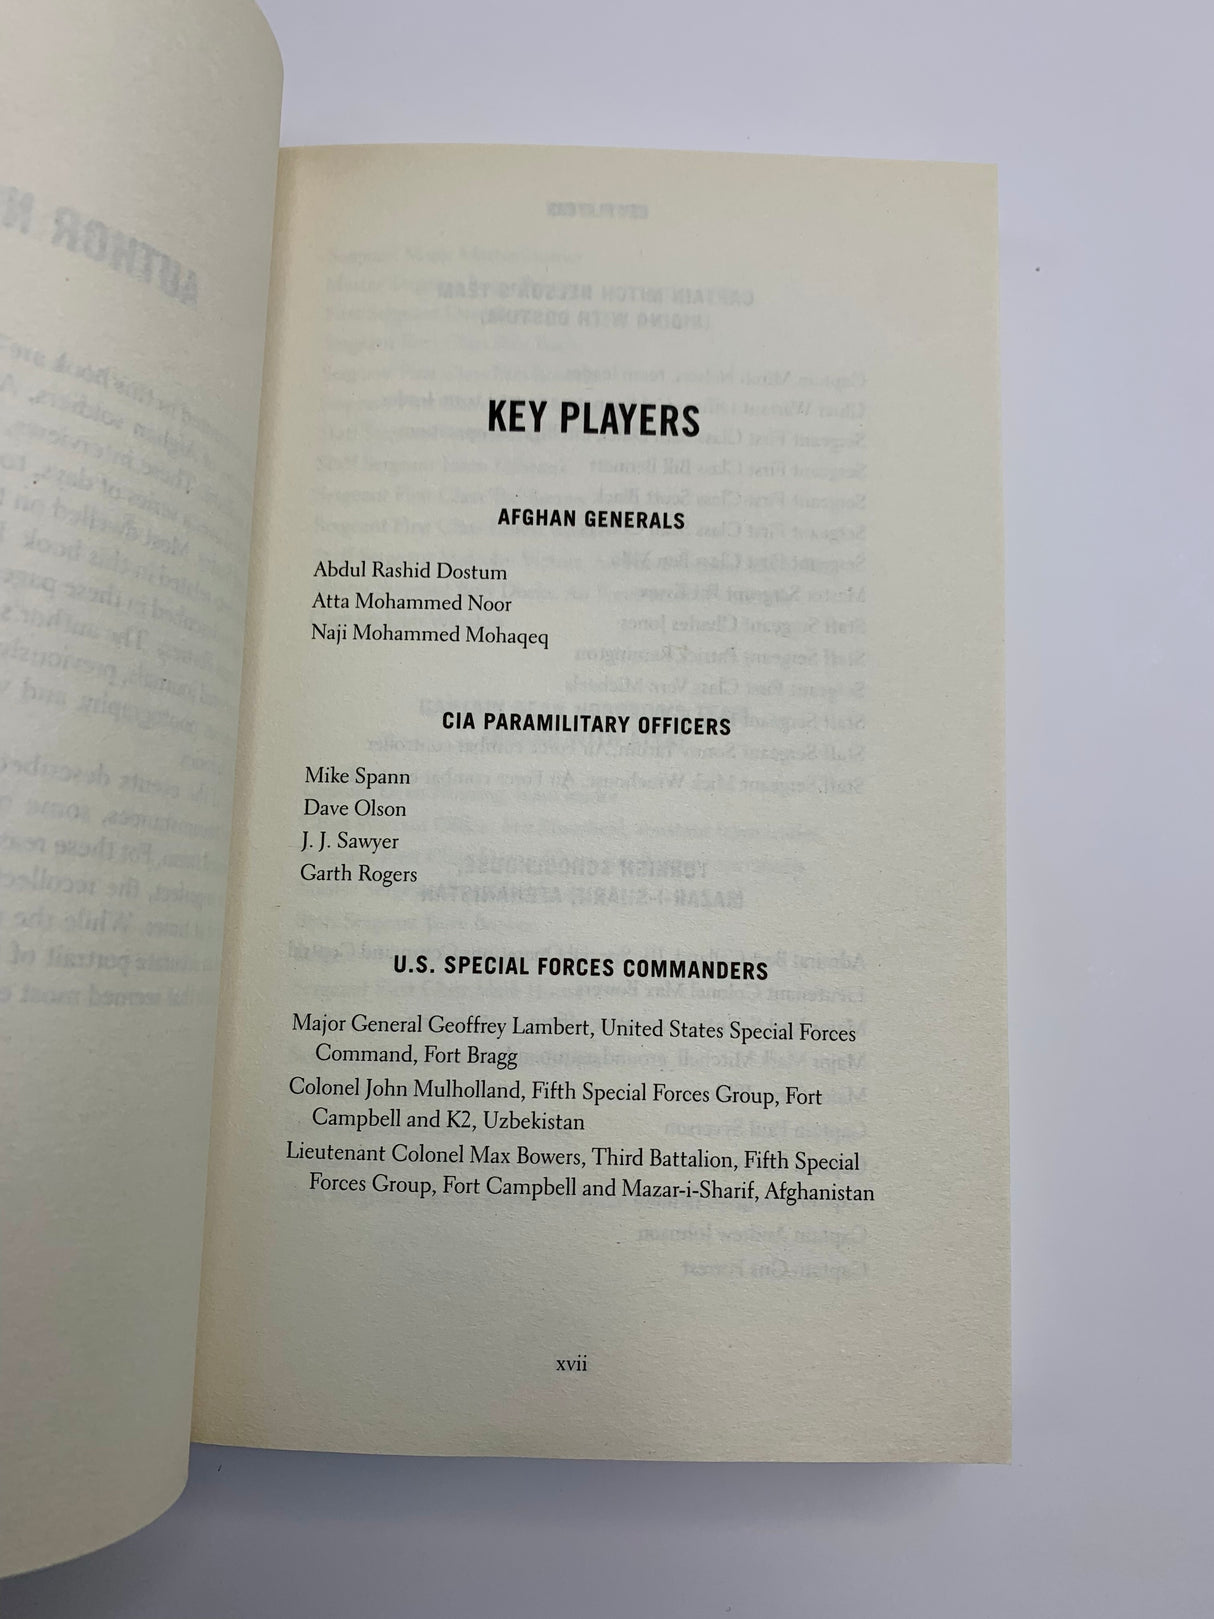 KEY PLAYERS
AFGHAN GENERALS
Abdul Rashid Dostum
Atta Mohammed Noor
Naji Mohammed Mohaqeq
CIA PARAMILITARY OFFICERS
Mike Spann
Dave Olson
J. J. Sawyer
Garth Rogers
U.S. SPECIAL FORCES COMMANDERS
Major General Geoffrey Lambert, United States Special Forces
Command, Fort Bragg
Colonel John Mulholland, Fifth Special Forces Group, Fort
Campbell and K2, Uzbekistan
Lieutenant Colonel Max Bowers, Third Battalion, Fifth Special
Forces Group, Fort Campbell and Mazar-i-Sharif, Afghanistan
xvii